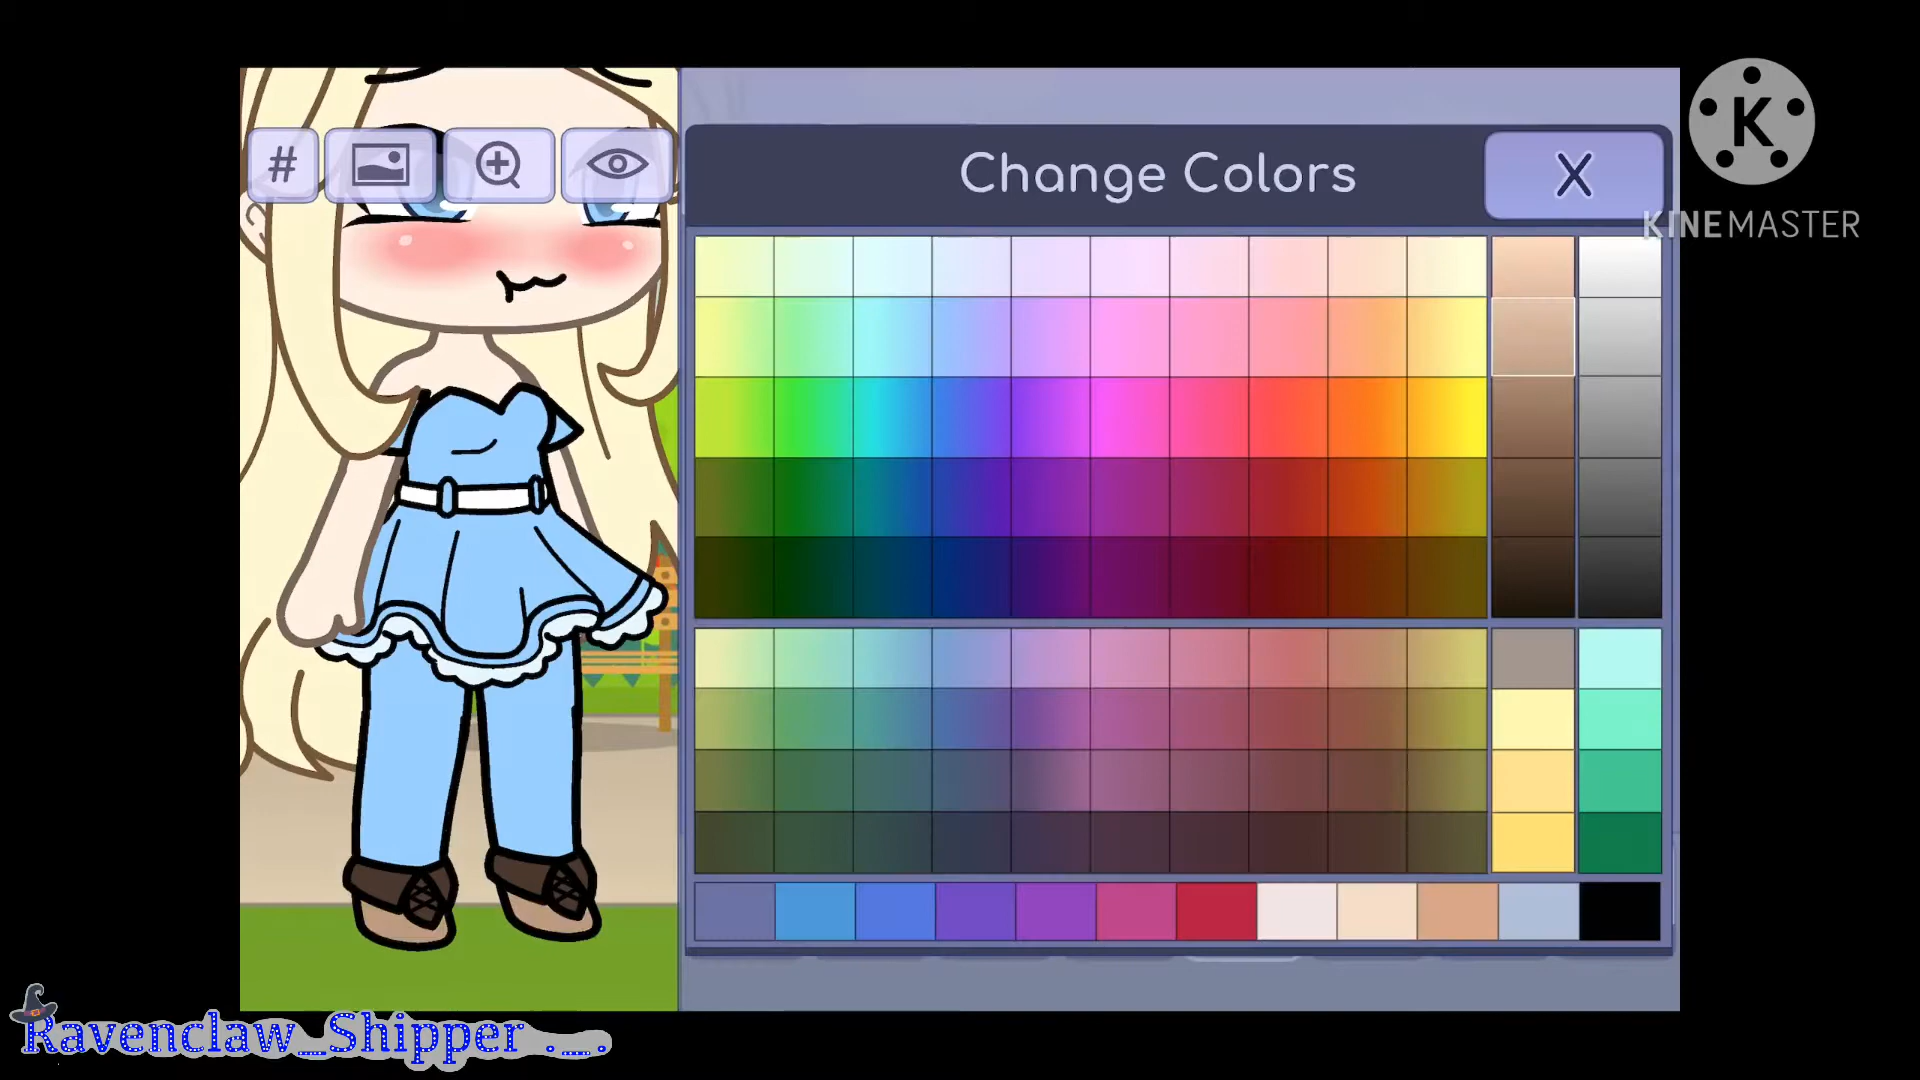 #
Change Colors
X
K
KINEMASTER
Ravenclaw_Shipper ._.